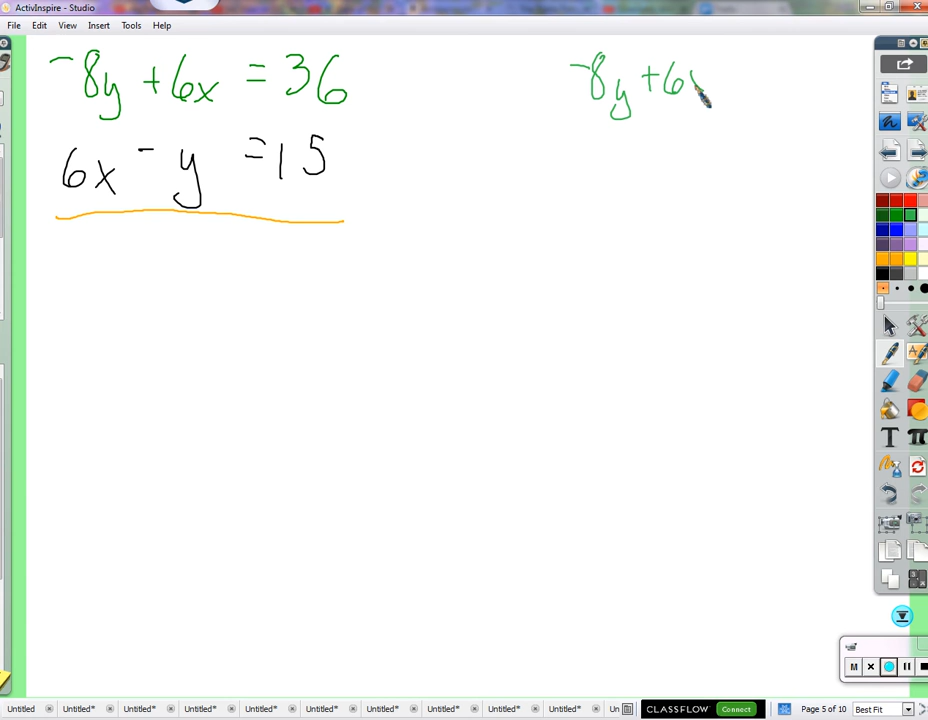 ActivInspire - Studio
File Edit View Insert Tools Help
-8y + 6x = 36
6x - y = 15
-8y + 6x
T π
3
M
Untitled Untitled* Untitled* Untitled* Untitled* Untitled* Untitled* Untitled* Untitled* Untitled* Un CLASSFLOW Connect Page 5 of 10 Best Fit